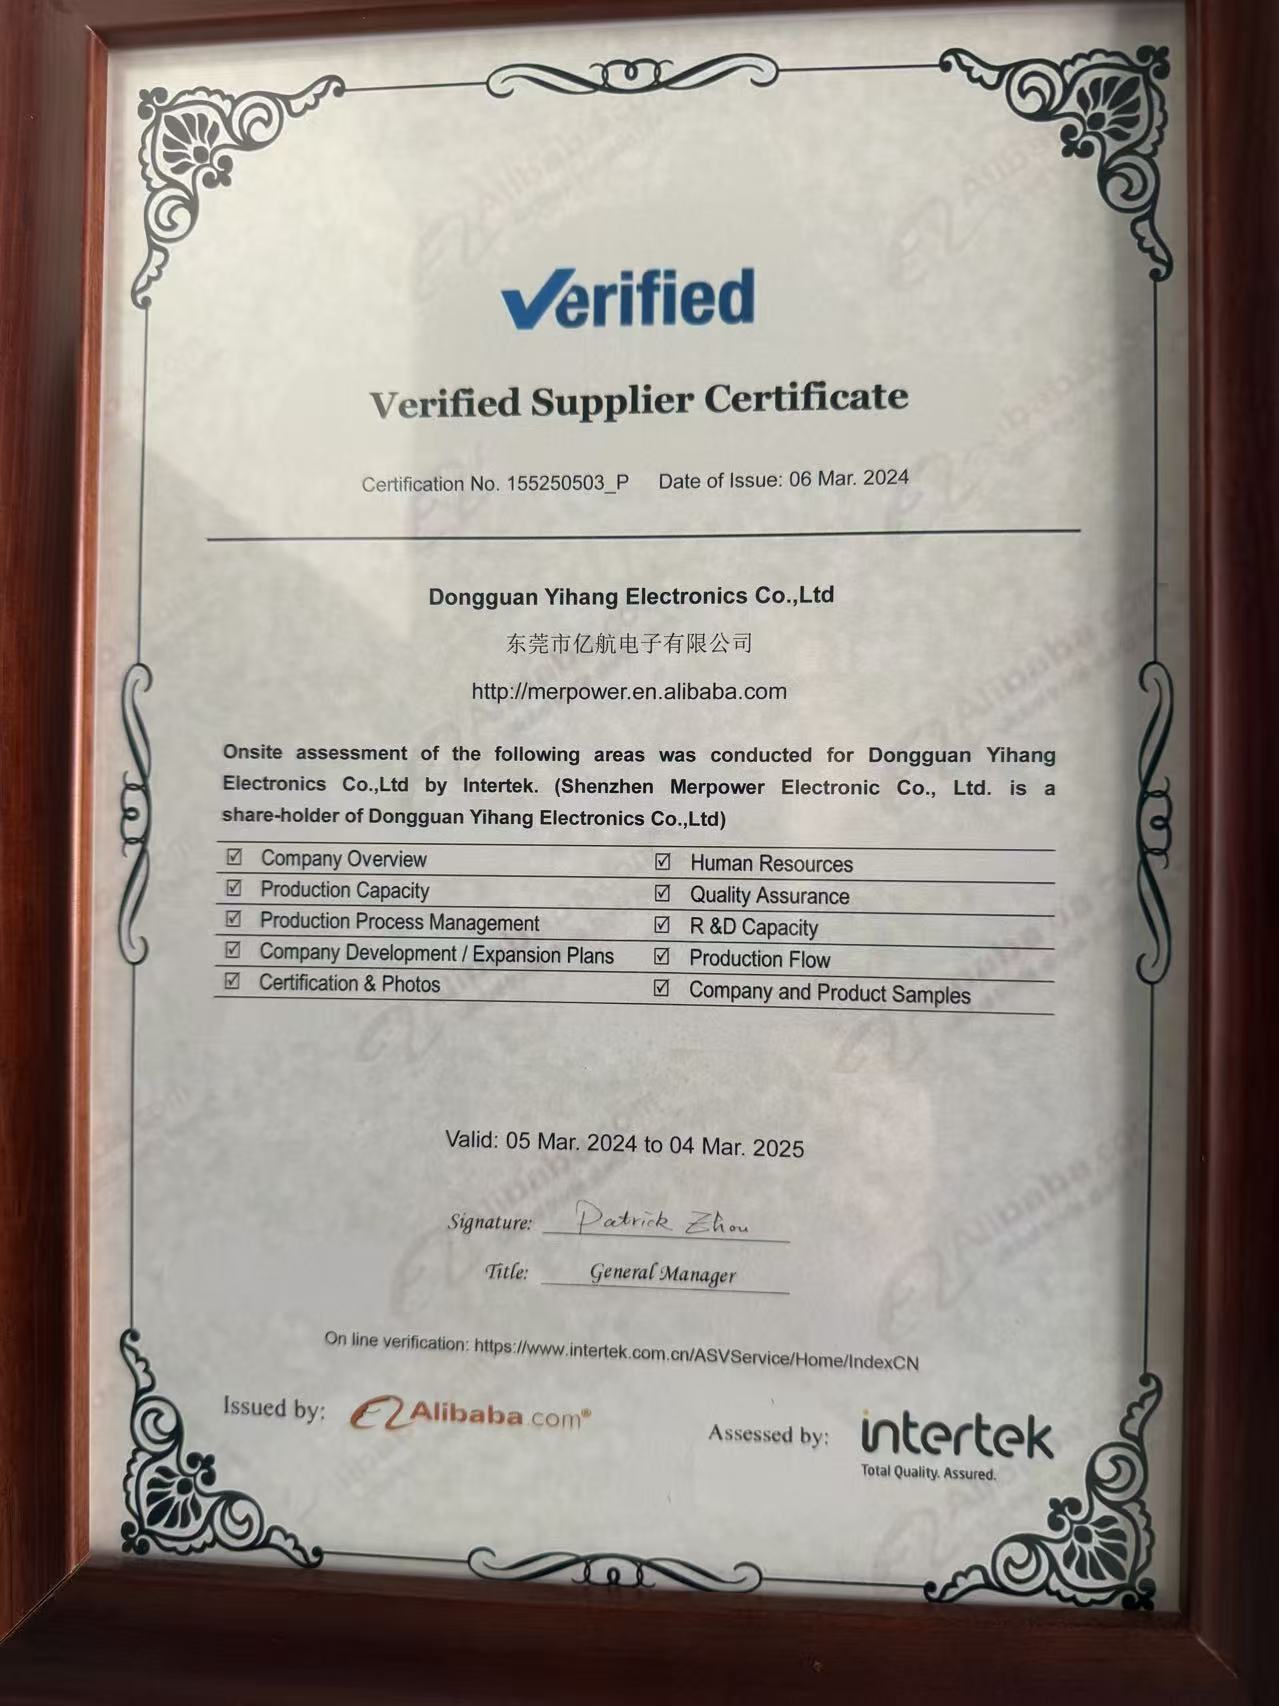 Verified
Verified Supplier Certificate
Certification No. 155250503_P Date of Issue: 06 Mar. 2024
Dongguan Yihang Electronics Co.,Ltd
东莞市亿航电子有限公司
http://merpower.en.alibaba.com
Onsite assessment of the following areas was conducted for Dongguan Yihang
Electronics Co.,Ltd by Intertek. (Shenzhen Merpower Electronic Co., Ltd. is a
share-holder of Dongguan Yihang Electronics Co.,Ltd)
☑ Company Overview ☑ Human Resources
☑ Production Capacity ☑ Quality Assurance
☑ Production Process Management ☑ R &D Capacity
☑ Company Development / Expansion Plans ☑ Production Flow
☑ Certification & Photos ☑ Company and Product Samples
Valid: 05 Mar. 2024 to 04 Mar. 2025
Signature: Patrick Zhou
Title: General Manager
On line verification: https://www.intertek.com.cn/ASVService/Home/IndexCN
Issued by: Alibaba.com®
Assessed by: intertek
Total Quality. Assured.